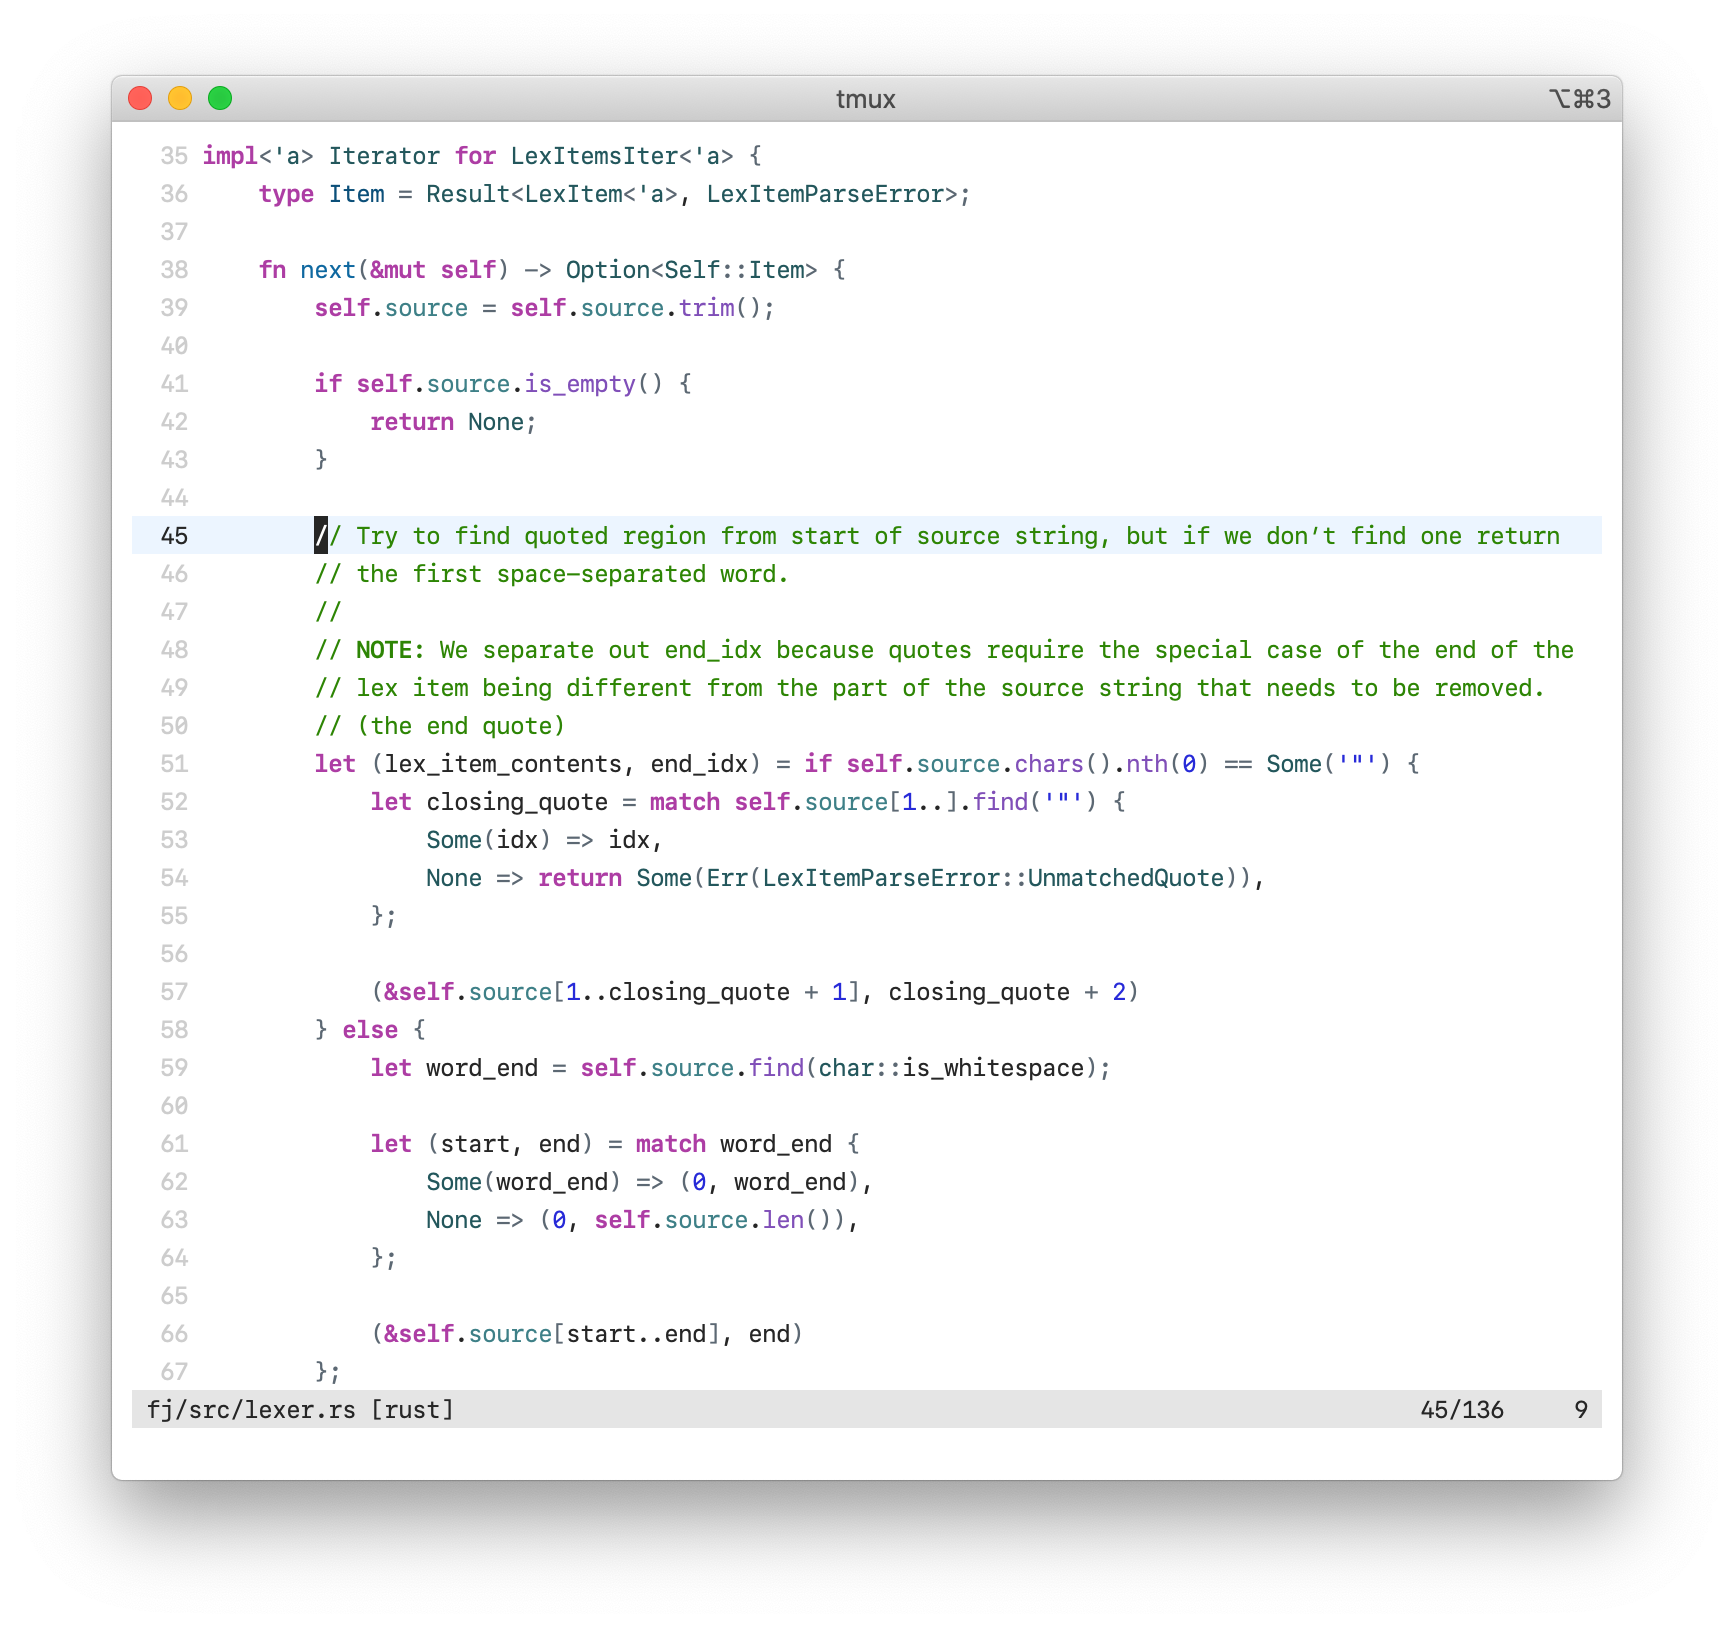 tmux ⌥⌘3
35 impl<'a> Iterator for LexItemsIter<'a> {
36     type Item = Result<LexItem<'a>, LexItemParseError>;
37
38     fn next(&mut self) -> Option<Self::Item> {
39         self.source = self.source.trim();
40
41         if self.source.is_empty() {
42             return None;
43         }
44
45         // Try to find quoted region from start of source string, but if we don't find one return
46         // the first space-separated word.
47         //
48         // NOTE: We separate out end_idx because quotes require the special case of the end of the
49         // lex item being different from the part of the source string that needs to be removed.
50         // (the end quote)
51         let (lex_item_contents, end_idx) = if self.source.chars().nth(0) == Some('"') {
52             let closing_quote = match self.source[1..].find('"') {
53                 Some(idx) => idx,
54                 None => return Some(Err(LexItemParseError::UnmatchedQuote)),
55             };
56
57             (&self.source[1..closing_quote + 1], closing_quote + 2)
58         } else {
59             let word_end = self.source.find(char::is_whitespace);
60
61             let (start, end) = match word_end {
62                 Some(word_end) => (0, word_end),
63                 None => (0, self.source.len()),
64             };
65
66             (&self.source[start..end], end)
67         };
fj/src/lexer.rs [rust] 45/136 9